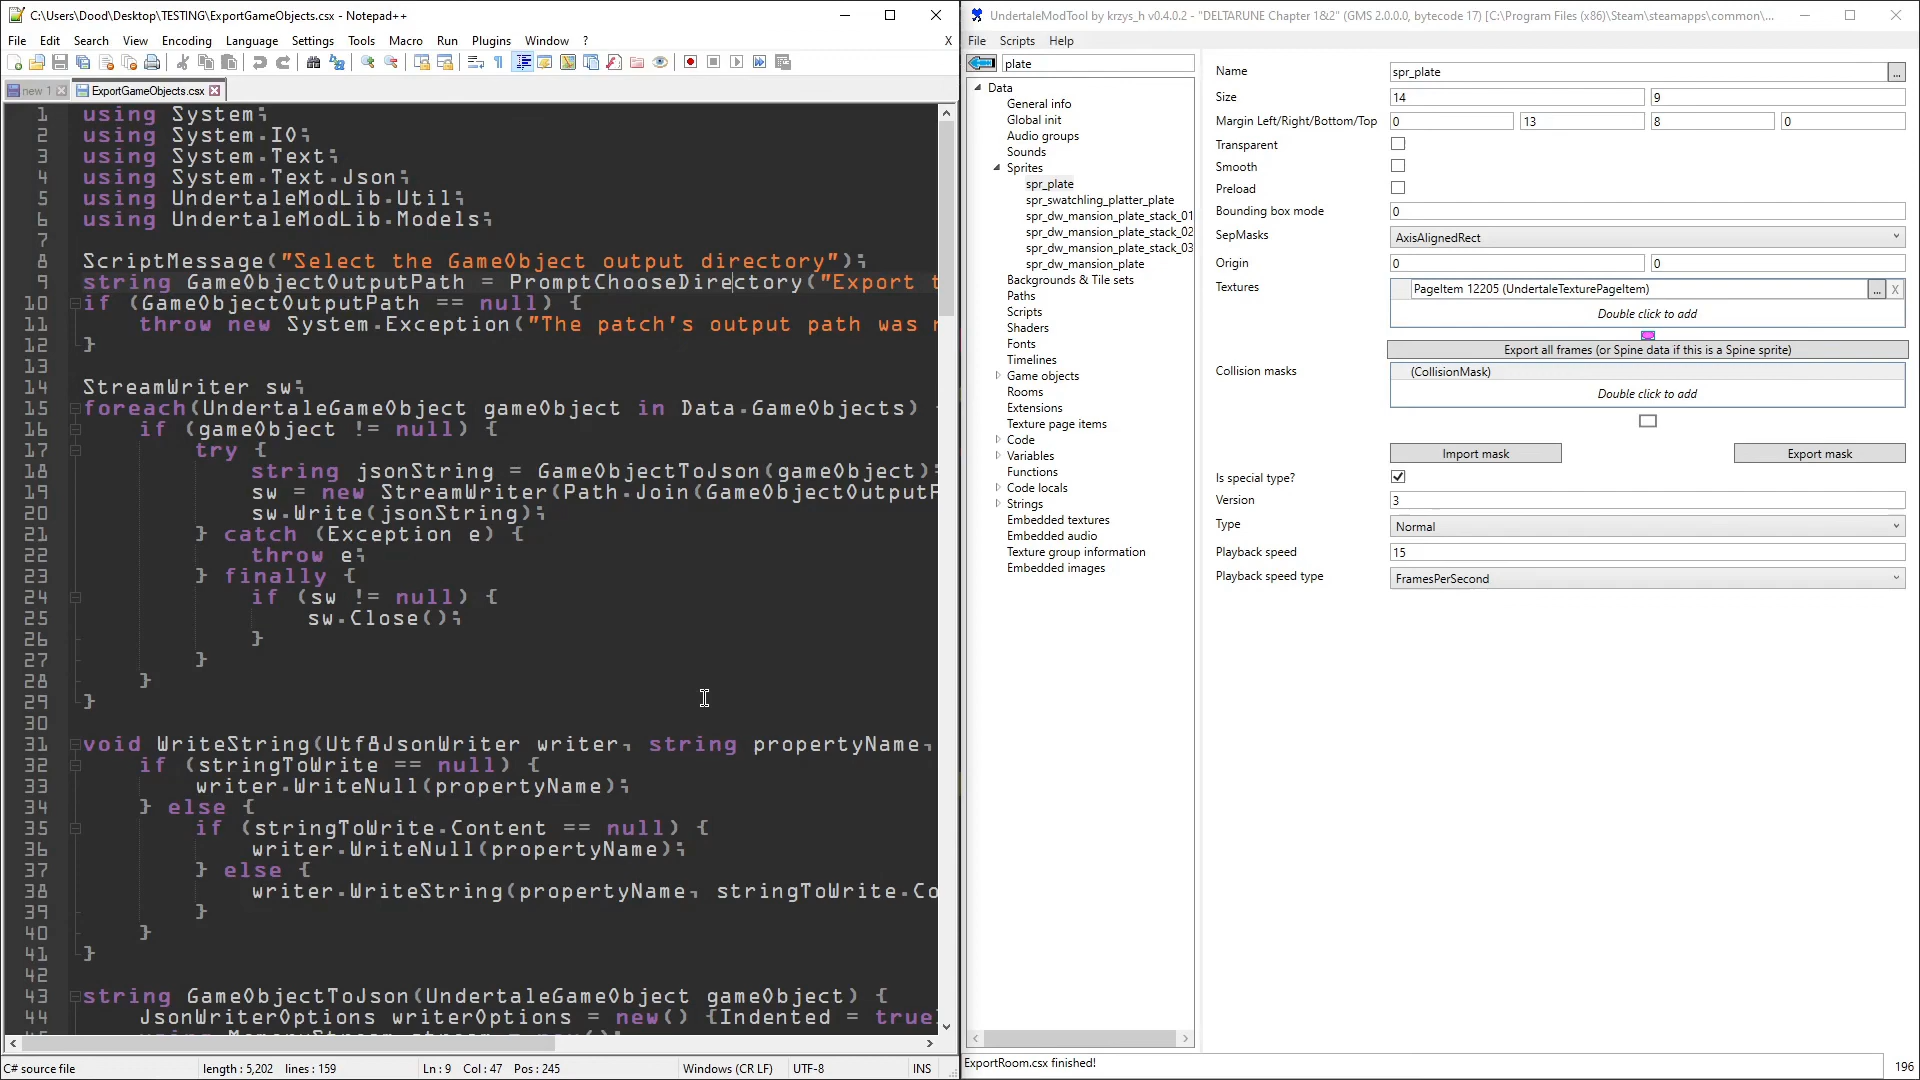 C:\Users\Dood\Desktop\TESTING\ExportGameObjects.csx - Notepad++
File Edit Search View Encoding Language Settings Tools Macro Run Plugins Window ? X
new 1 ExportGameObjects.csx
1 using System;
2 using System.IO;
3 using System.Text;
4 using System.Text.Json;
5 using UndertaleModLib.Util;
6 using UndertaleModLib.Models;
7
8 ScriptMessage("Select the GameObject output directory");
9 string GameObjectOutputPath = PromptChooseDirectory("Export t
10 if (GameObjectOutputPath == null) {
11 throw new System.Exception("The patch's output path was
12 }
13
14 StreamWriter sw;
15 foreach(UndertaleGameObject gameObject in Data.GameObjects) {
16 if (gameObject != null) {
17 try {
18 string jsonString = GameObjectToJson(gameObject);
19 sw = new StreamWriter(Path.Join(GameObjectOutputP
20 sw.Write(jsonString);
21 } catch (Exception e) {
22 throw e;
23 } finally {
24 if (sw != null) {
25 sw.Close();
26 }
27 }
28 }
29 }
30
31 void WriteString(Utf8JsonWriter writer, string propertyName,
32 if (stringToWrite == null) {
33 writer.WriteNull(propertyName);
34 } else {
35 if (stringToWrite.Content == null) {
36 writer.WriteNull(propertyName);
37 } else {
38 writer.WriteString(propertyName, stringToWrite.Co
39 }
40 }
41 }
42
43 string GameObjectToJson(UndertaleGameObject gameObject) {
44 JsonWriterOptions writerOptions = new() {Indented = true
C# source file length : 5,202 lines : 159 Ln : 9 Col : 47 Pos : 245 Windows (CR LF) UTF-8 INS
UndertaleModTool by krzys_h v0.4.0.2 - "DELTARUNE Chapter 1&2" (GMS 2.0.0.0, bytecode 17) [C:\Program Files (x86)\Steam\steamapps\common\...
File Scripts Help
plate
Data
General info
Global init
Audio groups
Sounds
Sprites
spr_plate
spr_swatchling_platter_plate
spr_dw_mansion_plate_stack_01
spr_dw_mansion_plate_stack_02
spr_dw_mansion_plate_stack_03
spr_dw_mansion_plate
Backgrounds & Tile sets
Paths
Scripts
Shaders
Fonts
Timelines
Game objects
Rooms
Extensions
Texture page items
Code
Variables
Functions
Code locals
Strings
Embedded textures
Embedded audio
Texture group information
Embedded images
Name spr_plate ...
Size 14 9
Margin Left/Right/Bottom/Top 0 13 8 0
Transparent
Smooth
Preload
Bounding box mode 0
SepMasks AxisAlignedRect
Origin 0 0
Textures PageItem 12205 (UndertaleTexturePageItem) ... X
Double click to add
Export all frames (or Spine data if this is a Spine sprite)
Collision masks (CollisionMask)
Double click to add
Import mask Export mask
Is special type?
Version 3
Type Normal
Playback speed 15
Playback speed type FramesPerSecond
ExportRoom.csx finished! 196